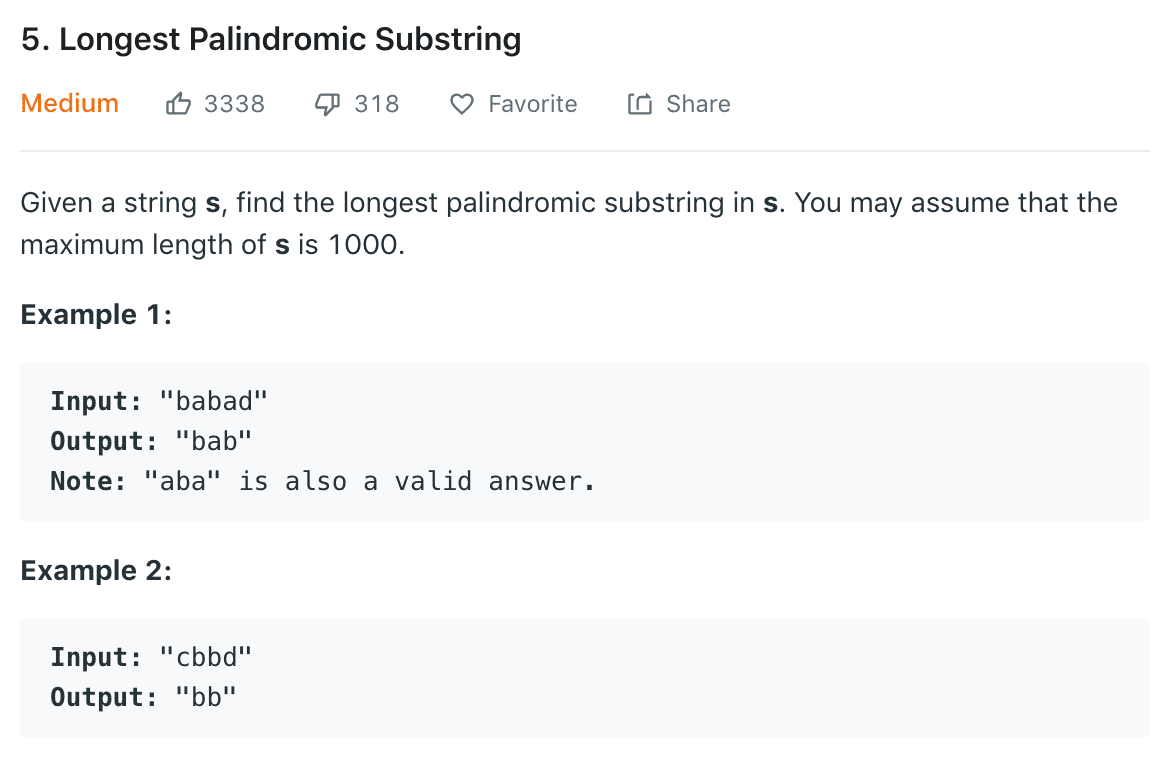 5. Longest Palindromic Substring
Medium 3338 318 Favorite Share
Given a string s, find the longest palindromic substring in s. You may assume that the
maximum length of s is 1000.
Example 1:
Input: "babad"
Output: "bab"
Note: "aba" is also a valid answer.
Example 2:
Input: "cbbd"
Output: "bb"